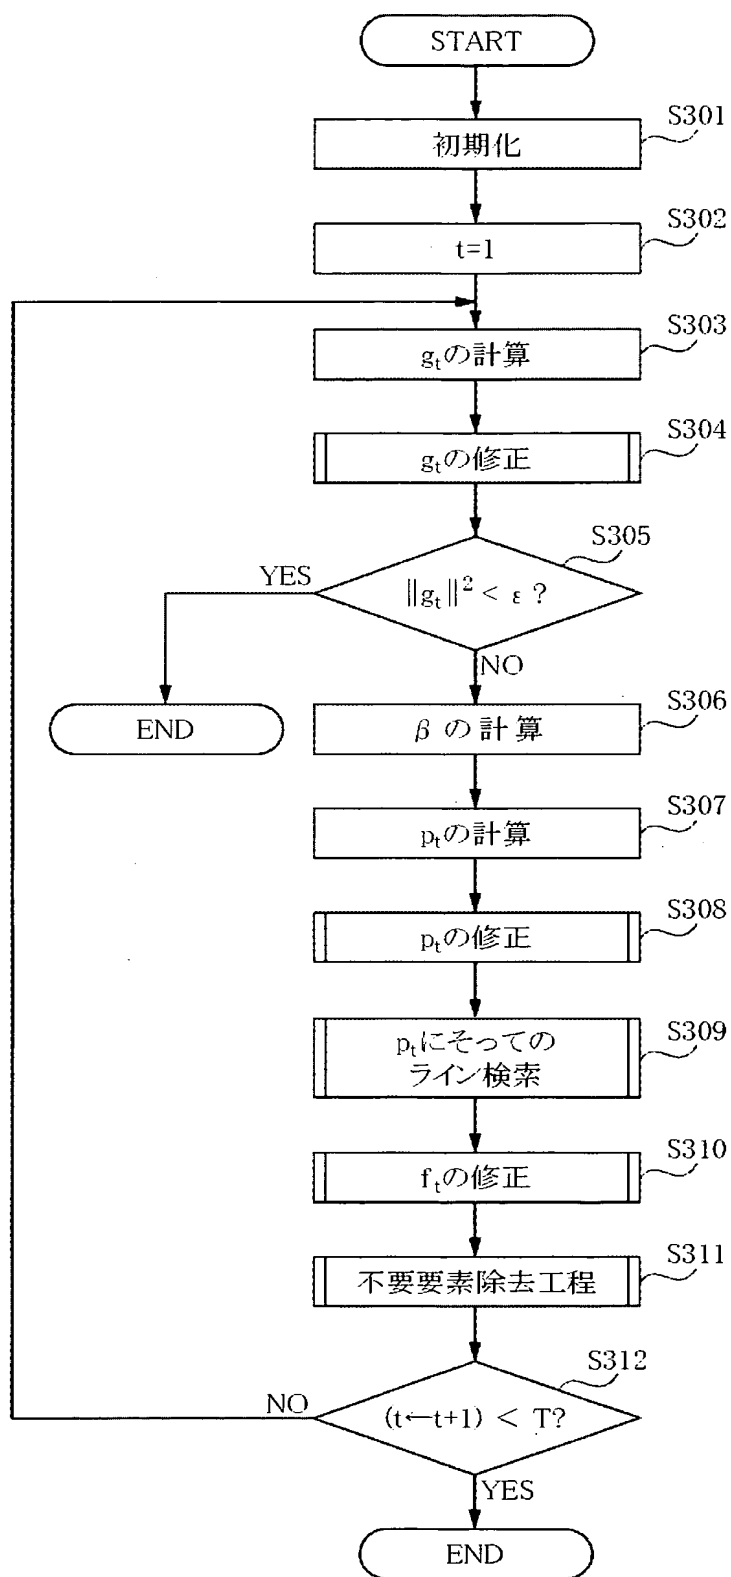 START
S301
初期化
S302
t=1
S303
gtの計算
S304
gtの修正
S305
YES
‖gt‖² < ε ?
NO
END
S306
β の 計 算
S307
ptの計算
S308
ptの修正
S309
ptにそっての
ライン検索
S310
ftの修正
S311
不要要素除去工程
S312
NO
(t←t+1) < T?
YES
END